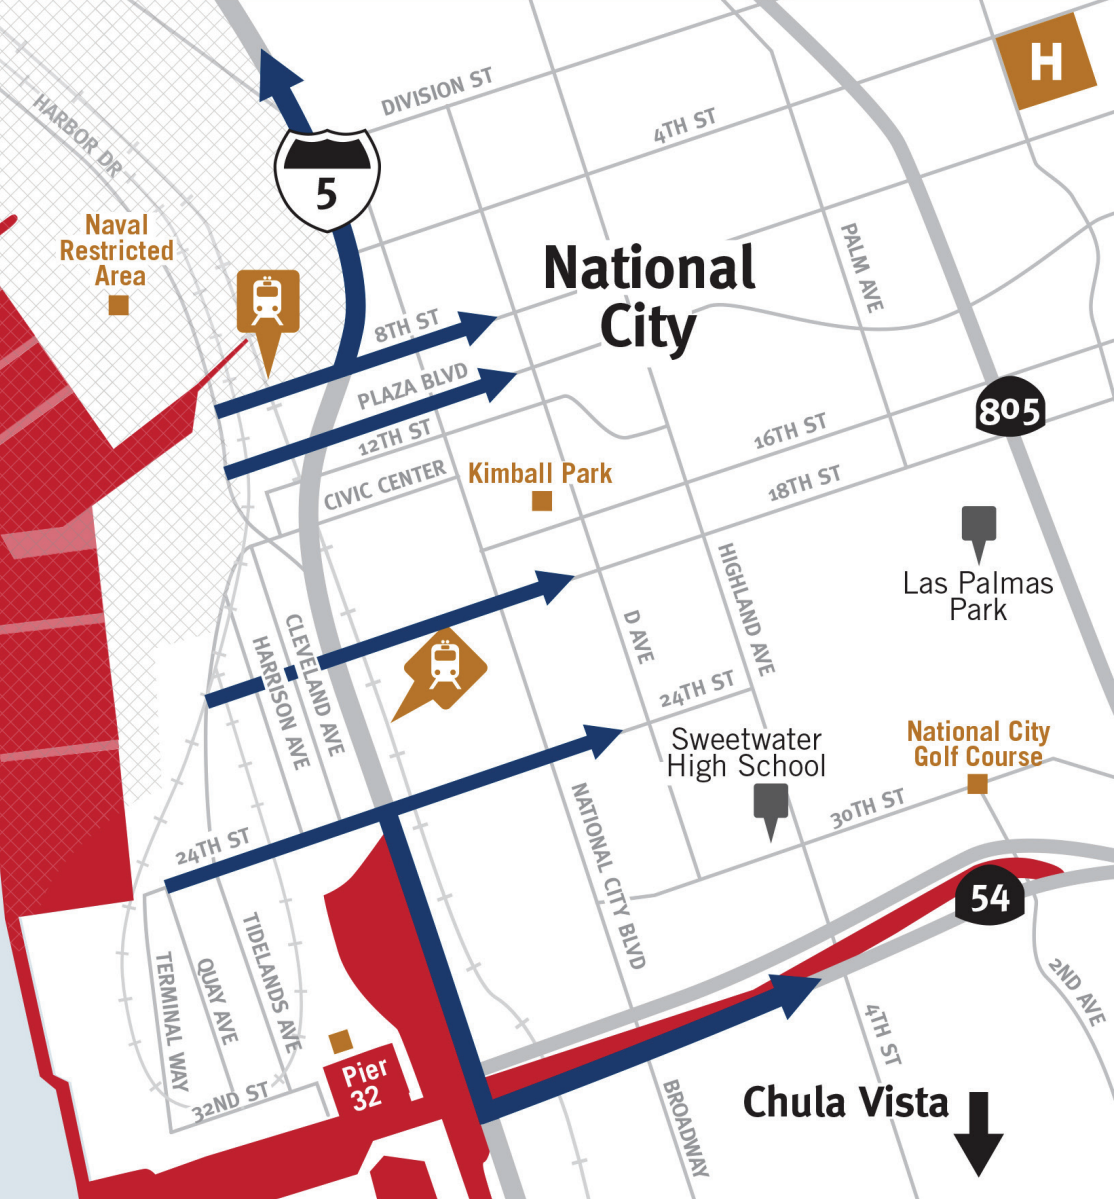 H
DIVISION ST
4TH ST
HARBOR DR
5
Naval
Restricted
Area
PALM AVE
National
City
8TH ST
PLAZA BLVD
12TH ST
CIVIC CENTER
805
16TH ST
18TH ST
Kimball Park
Las Palmas
Park
HIGHLAND AVE
D AVE
CLEVELAND AVE
HARRISON AVE
24TH ST
Sweetwater
High School
National City
Golf Course
30TH ST
NATIONAL CITY BLVD
24TH ST
54
TERMINAL WAY
QUAY AVE
TIDELANDS AVE
2ND AVE
4TH ST
Pier
32
32ND ST
BROADWAY
Chula Vista